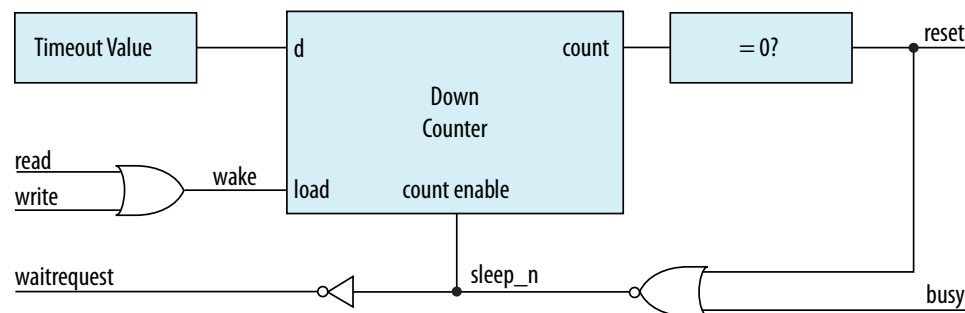 Timeout Value
d
count
= 0?
reset
Down
Counter
read
write
wake
load
count enable
waitrequest
sleep_n
busy